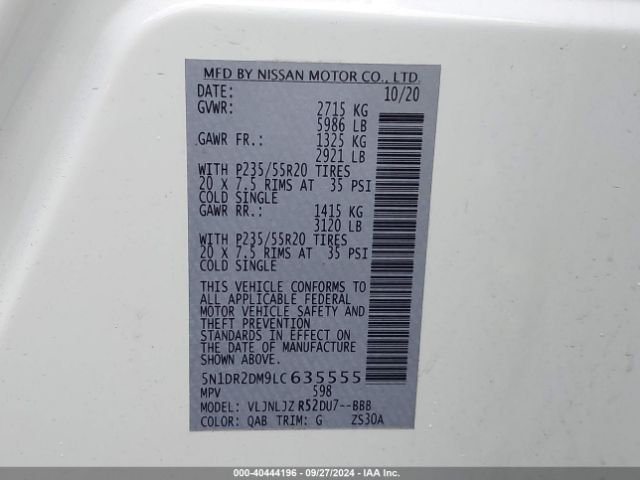 MFD BY NISSAN MOTOR CO., LTD.
DATE: 10/20
GVWR: 2715 KG
5986 LB
GAWR FR.: 1325 KG
2921 LB
WITH P235/55R20 TIRES
20 X 7.5 RIMS AT 35 PSI
COLD SINGLE
GAWR RR.: 1415 KG
3120 LB
WITH P235/55R20 TIRES
20 X 7.5 RIMS AT 35 PSI
COLD SINGLE
THIS VEHICLE CONFORMS TO
ALL APPLICABLE FEDERAL
MOTOR VEHICLE SAFETY AND
THEFT PREVENTION
STANDARDS IN EFFECT ON
THE DATE OF MANUFACTURE
SHOWN ABOVE.
5N1DR2DM9LC635555
MPV 598
MODEL: VLJNLJZ R52DU7--BBB
COLOR: QAB TRIM: G ZS30A
000-40444196 - 09/27/2024 - IAA.com